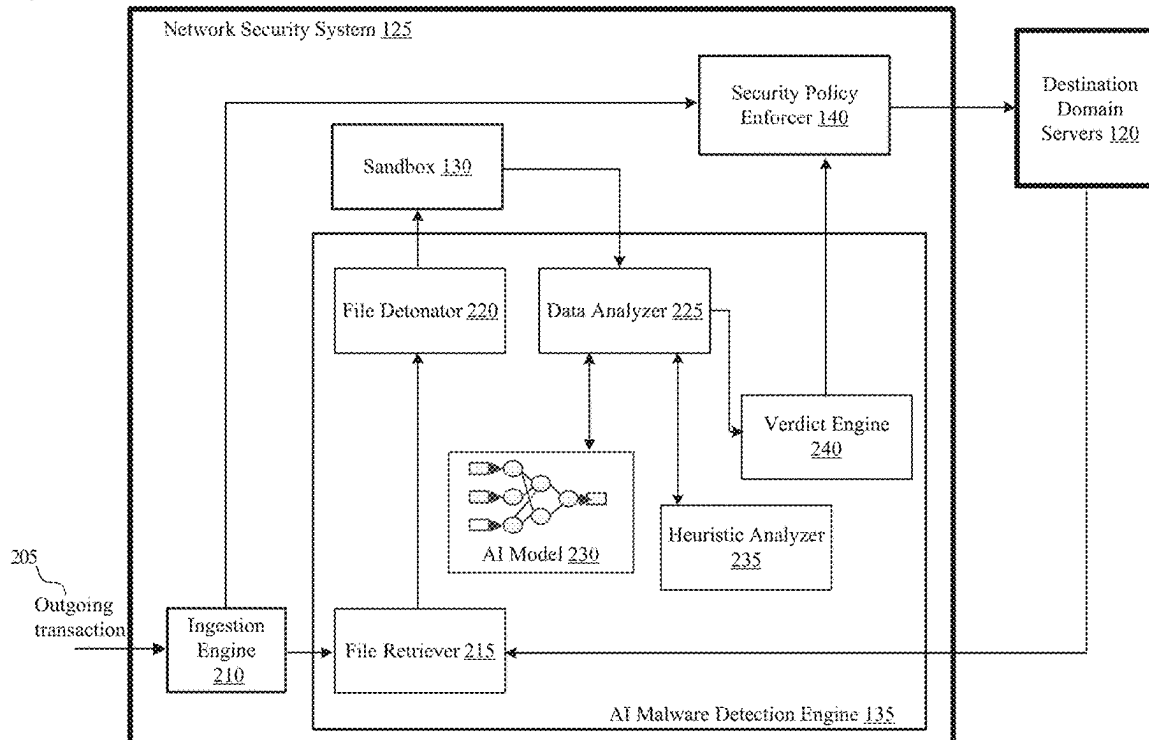 Network Security System 125
Security Policy
Enforcer 140
Destination
Domain
Servers 120
Sandbox 130
File Detonator 220
Data Analyzer 225
Verdict Engine
240
AI Model 230
Heuristic Analyzer
235
205
Outgoing
transaction
Ingestion
Engine
210
File Retriever 215
AI Malware Detection Engine 135